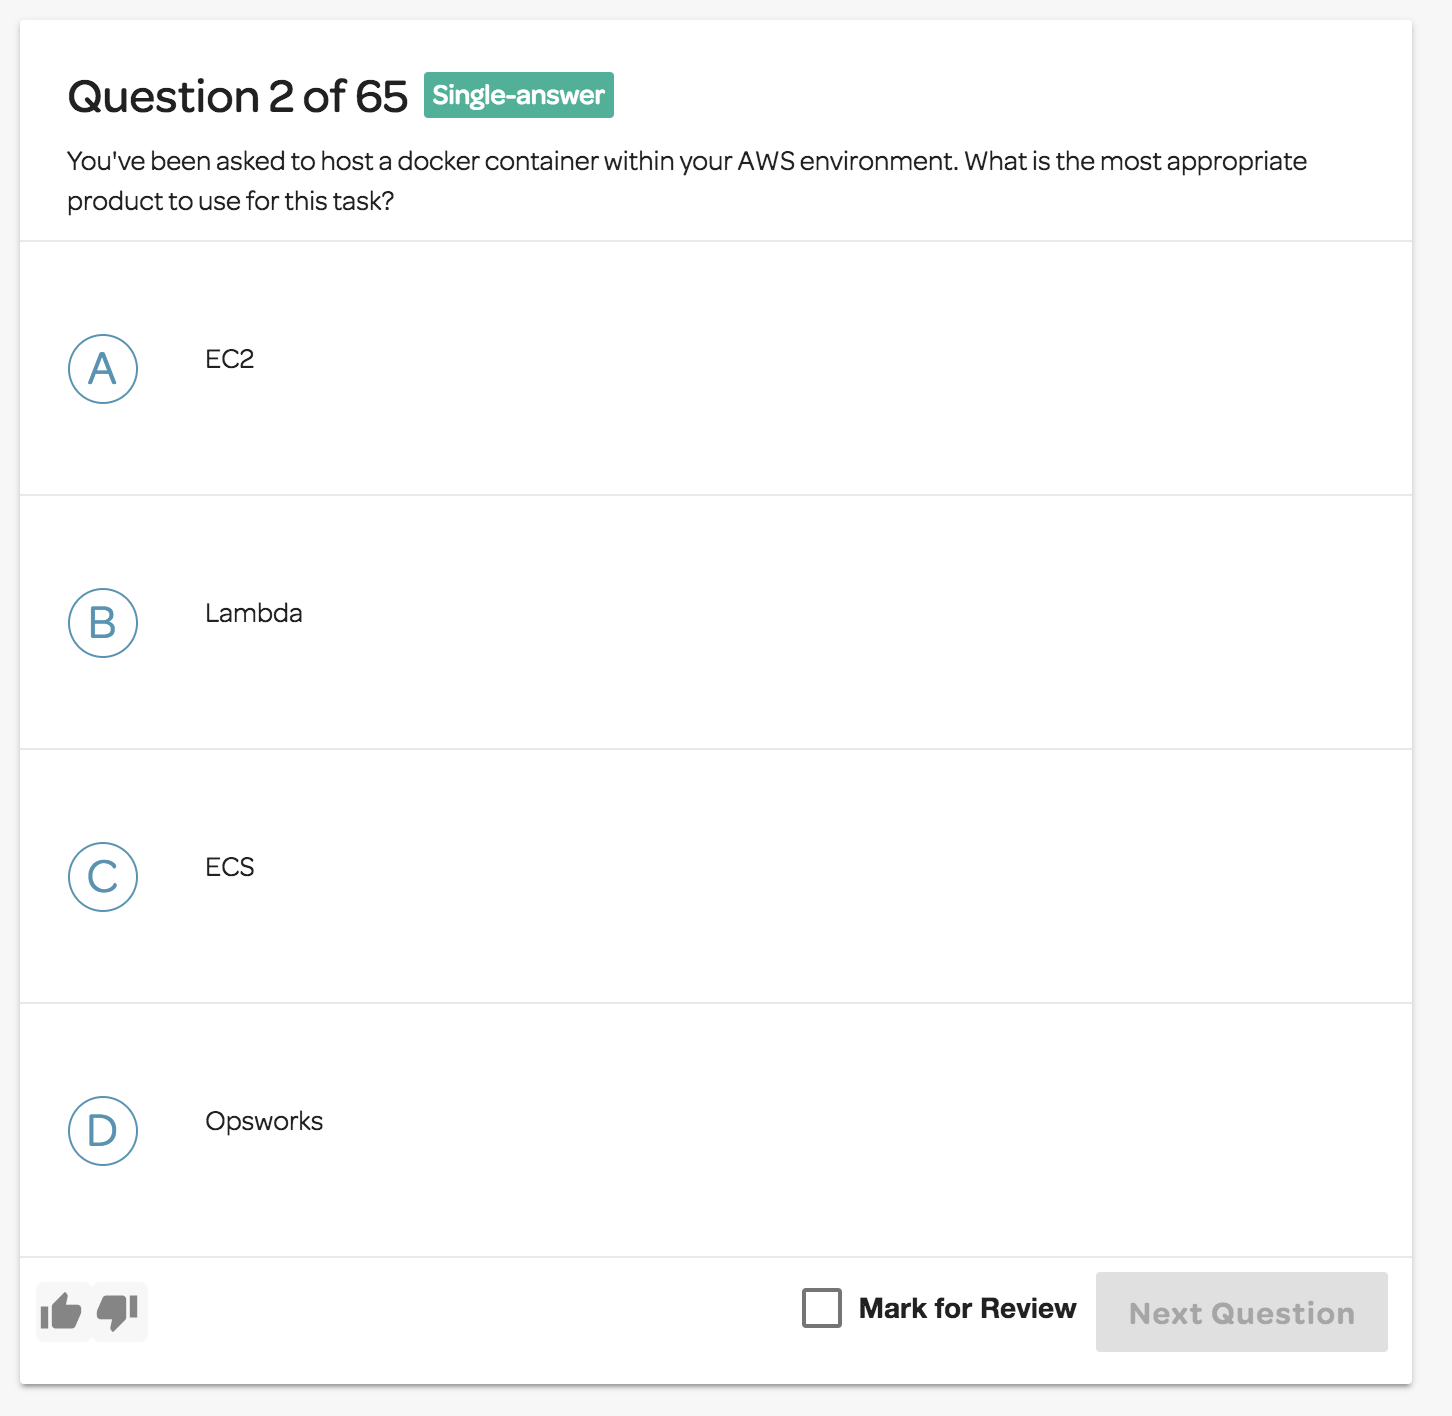 Question 2 of 65 Single-answer
You've been asked to host a docker container within your AWS environment. What is the most appropriate
product to use for this task?
A EC2
B Lambda
C ECS
D Opsworks
Mark for Review Next Question